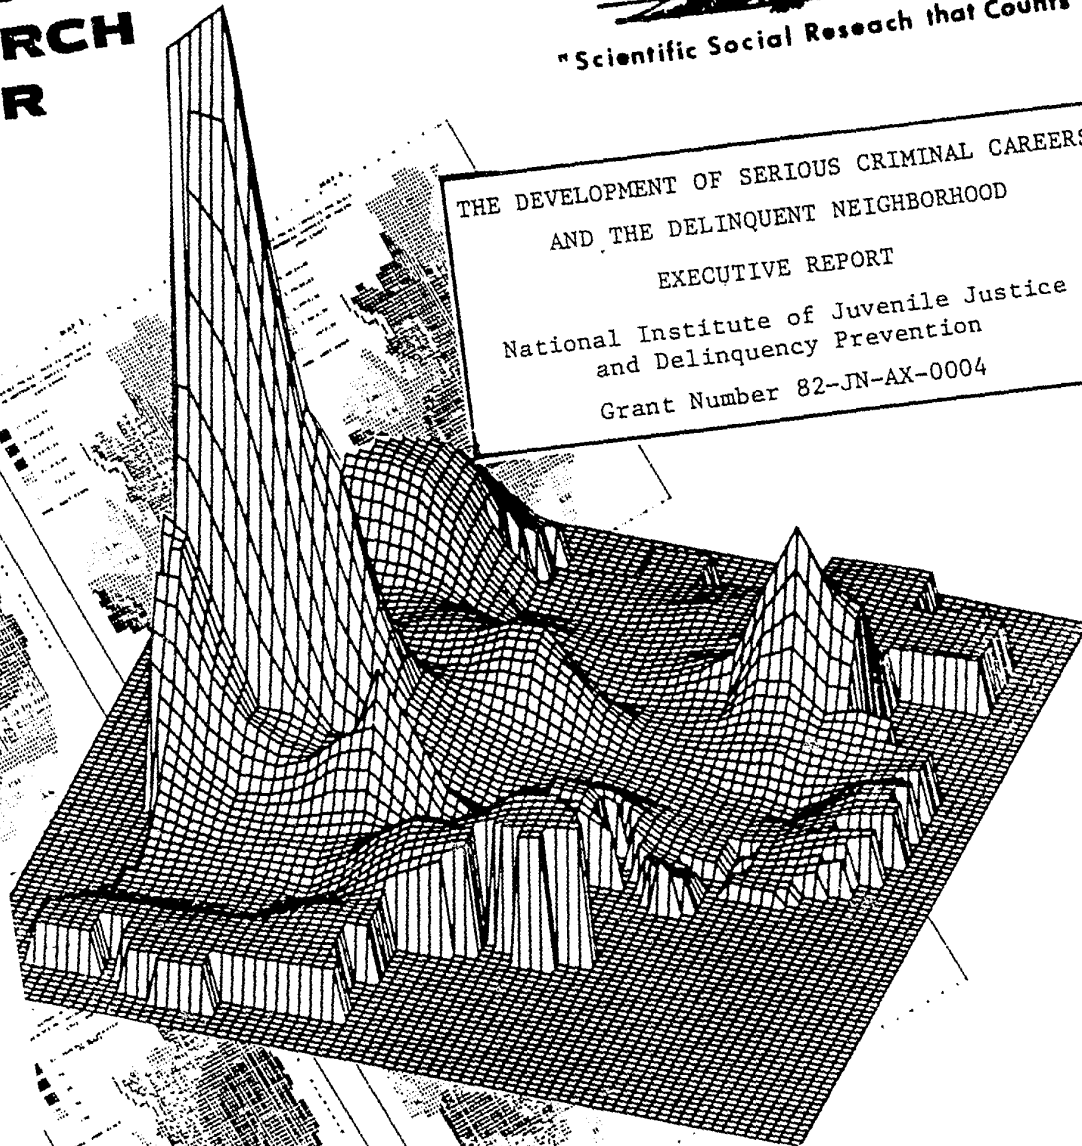 RCH
R
"Scientific Social Reseach that Counts
THE DEVELOPMENT OF SERIOUS CRIMINAL CAREERS
AND THE DELINQUENT NEIGHBORHOOD
EXECUTIVE REPORT
National Institute of Juvenile Justice
and Delinquency Prevention
Grant Number 82-JN-AX-0004